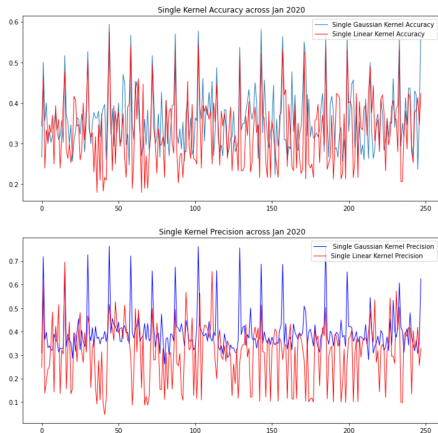 Single Kernel Accuracy across Jan 2020
Single Gaussian Kernel Accuracy
Single Linear Kernel Accuracy
0.6
0.5
0.4
0.3
0.2
0 50 100 150 200 250
Single Kernel Precision across Jan 2020
Single Gaussian Kernel Precision
Single Linear Kernel Precision
0.8
0.7
0.6
0.5
0.4
0.3
0.2
0.1
0 50 100 150 200 250